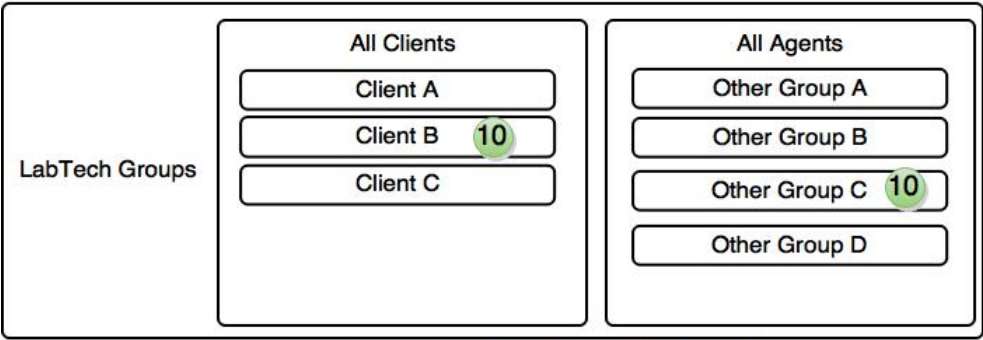 LabTech Groups
All Clients
Client A
Client B 10
Client C
All Agents
Other Group A
Other Group B
Other Group C 10
Other Group D